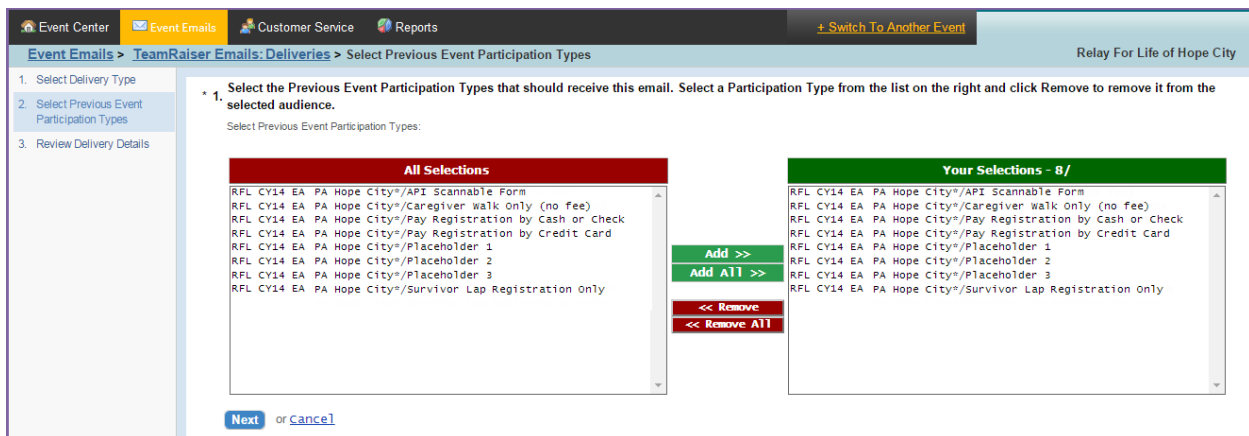 Event Center Event Emails Customer Service Reports + Switch To Another Event
Event Emails > TeamRaiser Emails: Deliveries > Select Previous Event Participation Types Relay For Life of Hope City
1. Select Delivery Type
2. Select Previous Event
Participation Types
3. Review Delivery Details
* 1. Select the Previous Event Participation Types that should receive this email. Select a Participation Type from the list on the right and click Remove to remove it from the
selected audience.
Select Previous Event Participation Types:
All Selections
RFL CY14 EA PA Hope City*/API Scannable Form
RFL CY14 EA PA Hope City*/Caregiver Walk Only (no fee)
RFL CY14 EA PA Hope City*/Pay Registration by Cash or Check
RFL CY14 EA PA Hope City*/Pay Registration by Credit Card
RFL CY14 EA PA Hope City*/Placeholder 1
RFL CY14 EA PA Hope City*/Placeholder 2
RFL CY14 EA PA Hope City*/Placeholder 3
RFL CY14 EA PA Hope City*/Survivor Lap Registration Only
Add >>
Add All >>
<< Remove
<< Remove All
Your Selections - 8/
RFL CY14 EA PA Hope City*/API Scannable Form
RFL CY14 EA PA Hope City*/Caregiver Walk Only (no fee)
RFL CY14 EA PA Hope City*/Pay Registration by Cash or Check
RFL CY14 EA PA Hope City*/Pay Registration by Credit Card
RFL CY14 EA PA Hope City*/Placeholder 1
RFL CY14 EA PA Hope City*/Placeholder 2
RFL CY14 EA PA Hope City*/Placeholder 3
RFL CY14 EA PA Hope City*/Survivor Lap Registration Only
Next or Cancel